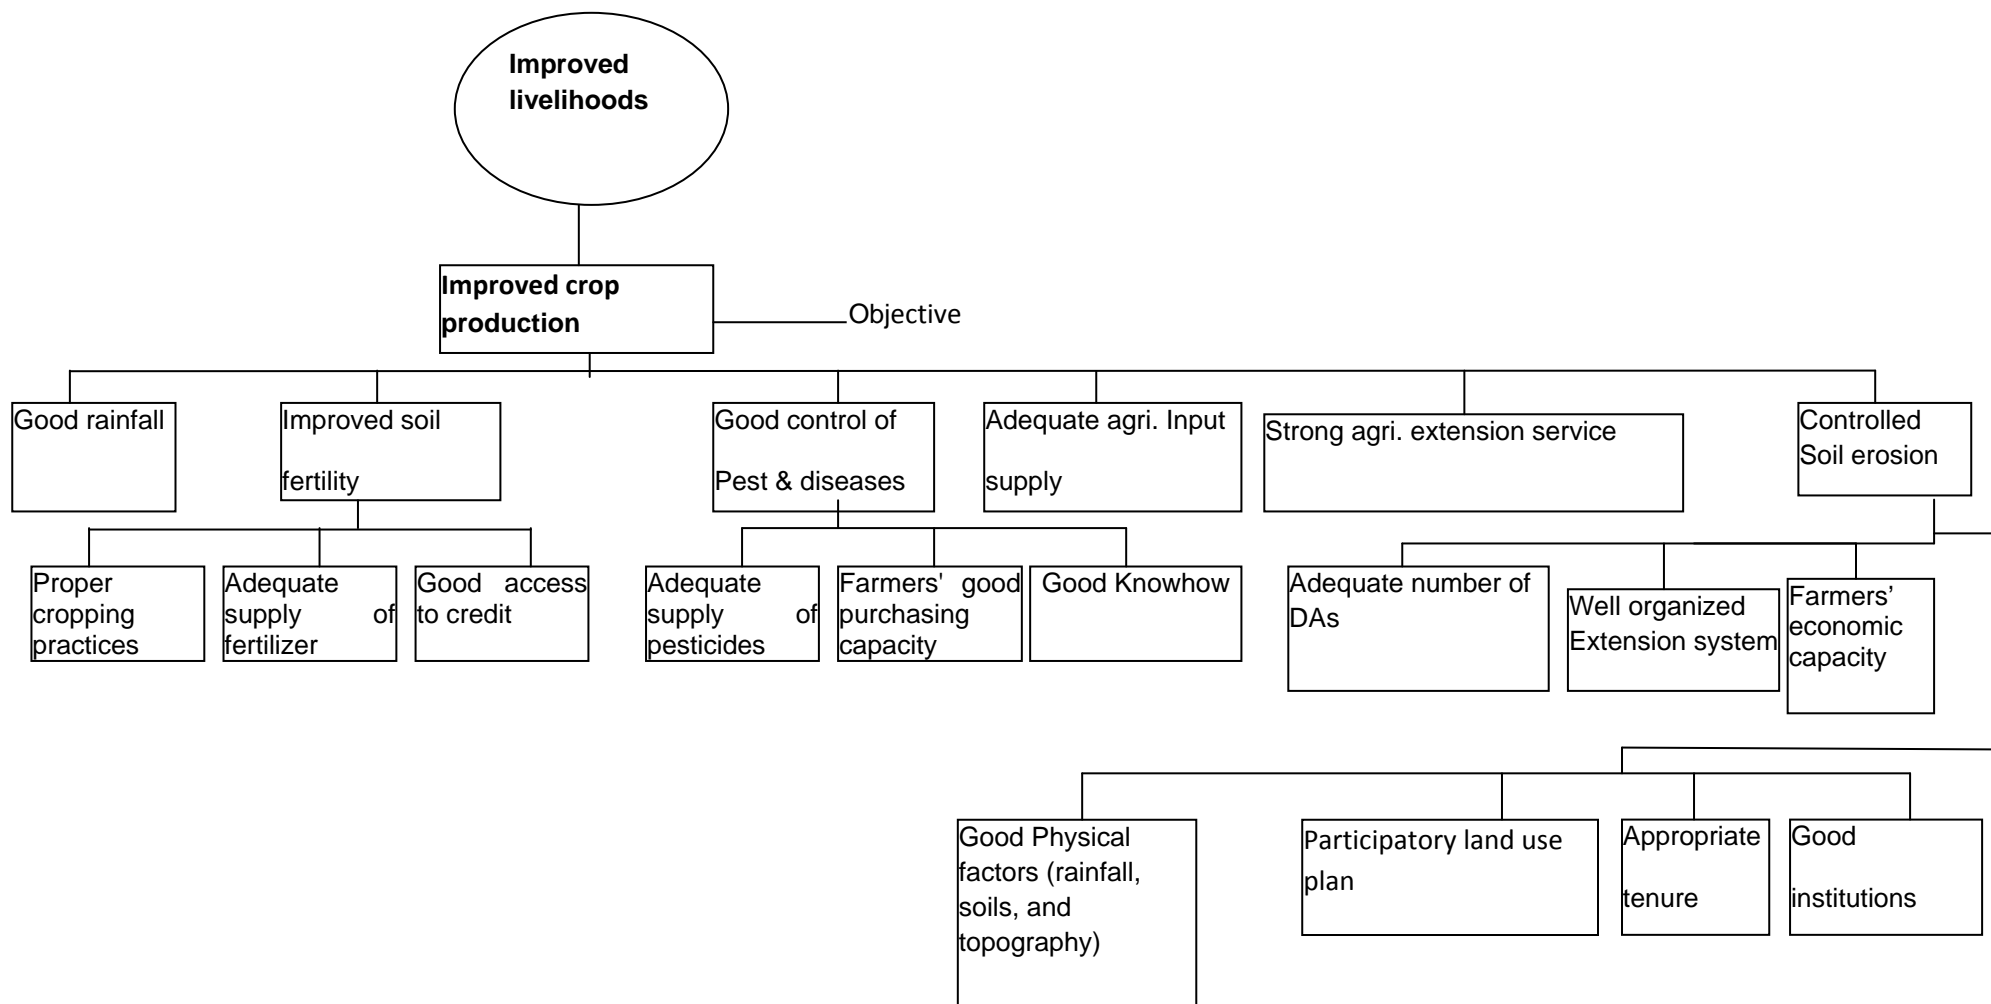 Improved
livelihoods
Improved crop
production
Objective
Good rainfall
Improved soil
fertility
Good control of
Pest & diseases
Adequate agri. Input
supply
Strong agri. extension service
Controlled
Soil erosion
Proper
cropping
practices
Adequate
supply of
fertilizer
Good access
to credit
Adequate
supply of
pesticides
Farmers' good
purchasing
capacity
Good Knowhow
Adequate number of
DAs
Well organized
Extension system
Farmers’
economic
capacity
Good Physical
factors (rainfall,
soils, and
topography)
Participatory land use
plan
Appropriate
tenure
Good
institutions